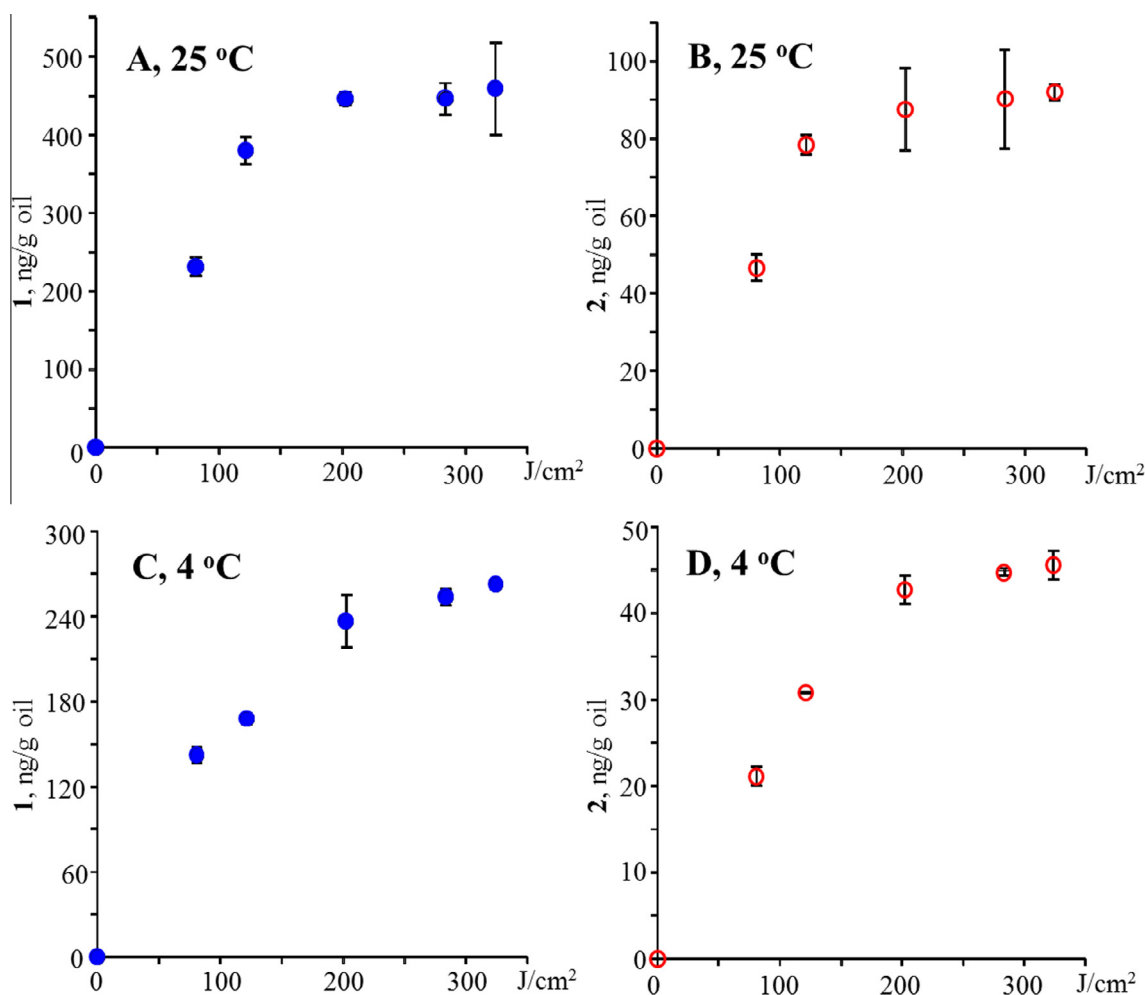 A, 25 °C
1, ng/g oil
500
400
300
200
100
0
0 100 200 300 J/cm²
B, 25 °C
2, ng/g oil
100
80
60
40
20
0
0 100 200 300 J/cm²
C, 4 °C
1, ng/g oil
300
240
180
120
60
0
0 100 200 300 J/cm²
D, 4 °C
2, ng/g oil
50
40
30
20
10
0
0 100 200 300 J/cm²